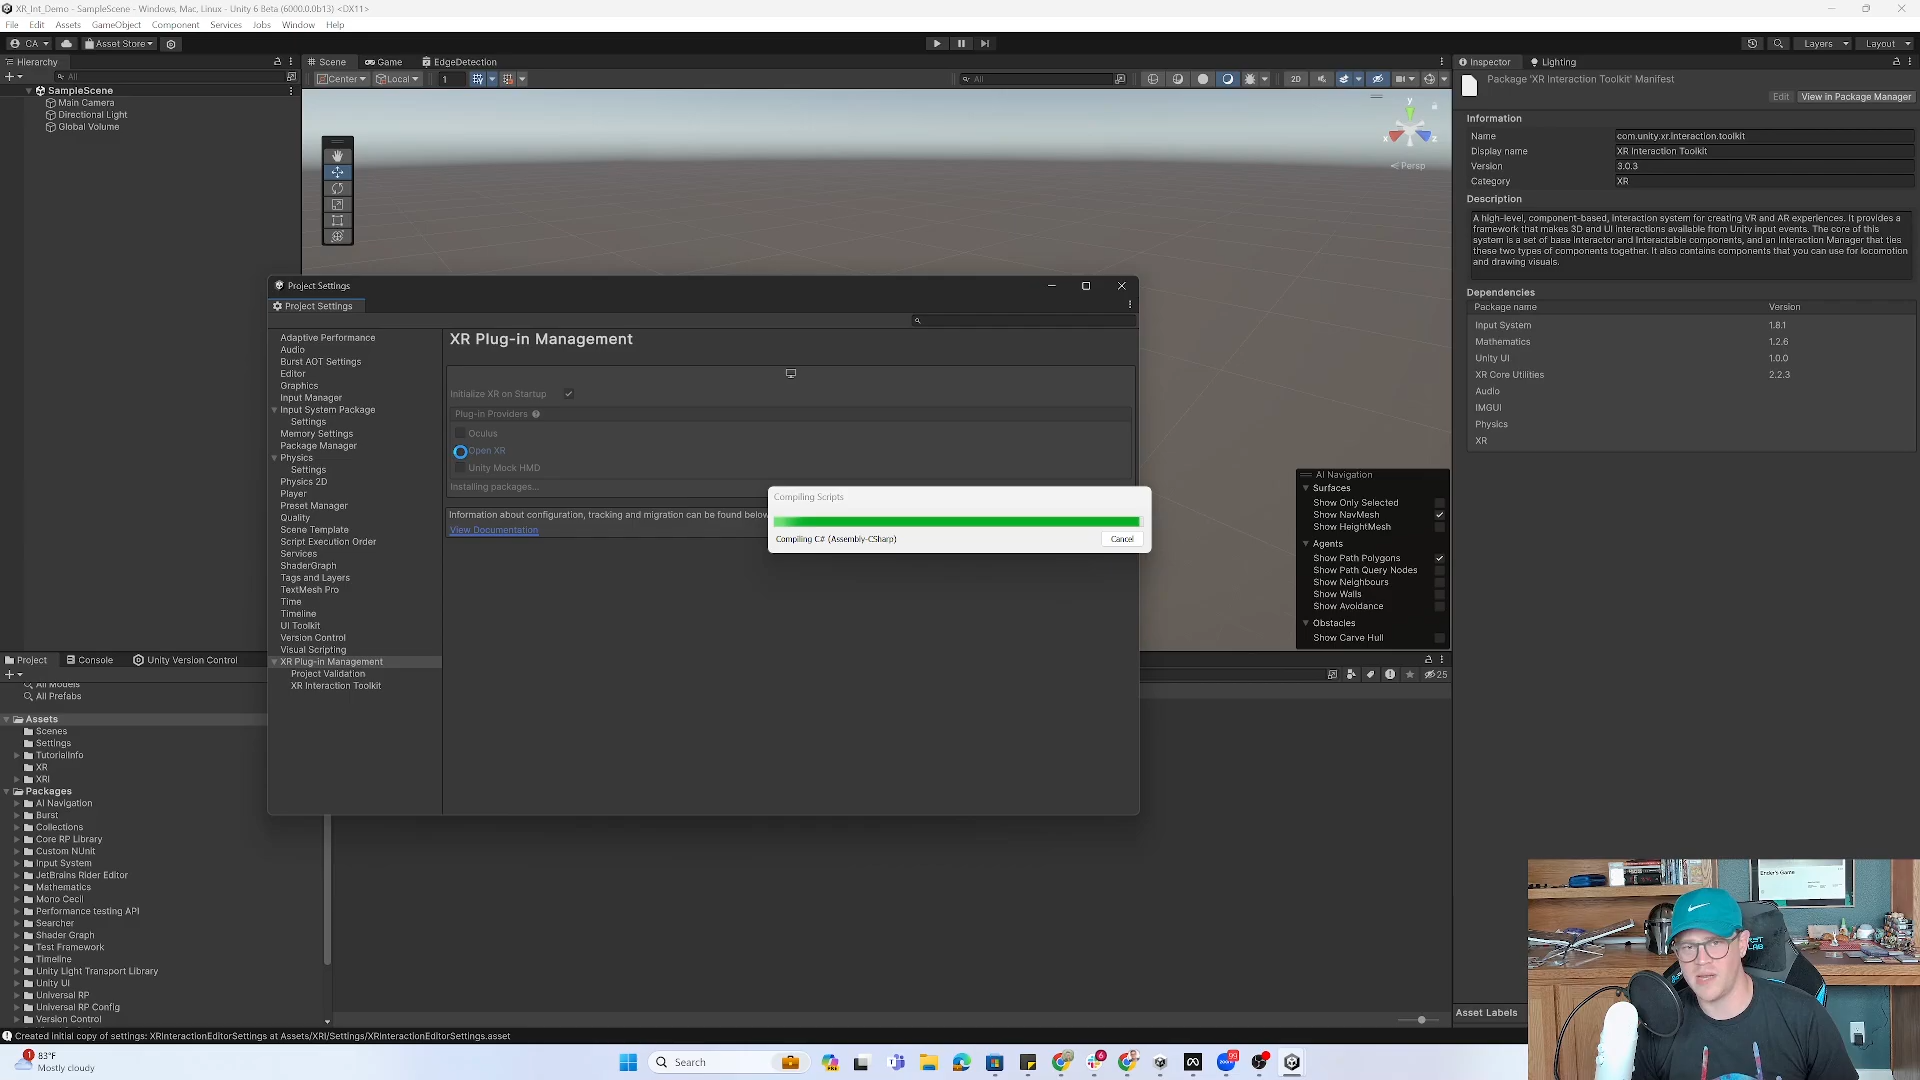 XR_Int_Demo - SampleScene - Windows, Mac, Linux - Unity 6 Beta (6000.0.0b13) <DX11>
File Edit Assets GameObject Component Services Jobs Window Help
CA Asset Store Layers Layout
Hierarchy
All
SampleScene
Main Camera
Directional Light
Global Volume
Scene Game EdgeDetection
Center Local 1 All 2D
y
x z
Persp
Inspector Lighting
Package 'XR Interaction Toolkit' Manifest
Edit View in Package Manager
Information
Name com.unity.xr.interaction.toolkit
Display name XR Interaction Toolkit
Version 3.0.3
Category XR
Description
A high-level, component-based, interaction system for creating VR and AR experiences. It provides a
framework that makes 3D and UI interactions available from Unity input events. The core of this
system is a set of base Interactor and Interactable components, and an Interaction Manager that ties
these two types of components together. It also contains components that you can use for locomotion
and drawing visuals.
Dependencies
Package name Version
Input System 1.8.1
Mathematics 1.2.6
Unity UI 1.0.0
XR Core Utilities 2.2.3
Audio
IMGUI
Physics
XR
Asset Labels
Project Settings
Project Settings
Adaptive Performance
Audio
Burst AOT Settings
Editor
Graphics
Input Manager
Input System Package
Settings
Memory Settings
Package Manager
Physics
Settings
Physics 2D
Player
Preset Manager
Quality
Scene Template
Script Execution Order
Services
ShaderGraph
Tags and Layers
TextMesh Pro
Time
Timeline
UI Toolkit
Version Control
Visual Scripting
XR Plug-in Management
Project Validation
XR Interaction Toolkit
XR Plug-in Management
Initialize XR on Startup
Plug-in Providers
Oculus
Open XR
Unity Mock HMD
Installing packages...
Information about configuration, tracking and migration can be found below
View Documentation
Compiling Scripts
Compiling C# (Assembly-CSharp)
Cancel
AI Navigation
Surfaces
Show Only Selected
Show NavMesh
Show HeightMesh
Agents
Show Path Polygons
Show Path Query Nodes
Show Neighbours
Show Walls
Show Avoidance
Obstacles
Show Carve Hull
Project Console Unity Version Control
25
All Models
All Prefabs
Assets
Scenes
Settings
TutorialInfo
XR
XRI
Packages
AI Navigation
Burst
Collections
Core RP Library
Custom NUnit
Input System
JetBrains Rider Editor
Mathematics
Mono Cecil
Performance testing API
Searcher
Shader Graph
Test Framework
Timeline
Unity Light Transport Library
Unity UI
Universal RP
Universal RP Config
Version Control
Created initial copy of settings: XRInteractionEditorSettings at Assets/XRI/Settings/XRInteractionEditorSettings.asset
Ender's Game
1
83°F
Mostly cloudy
Search
6
99